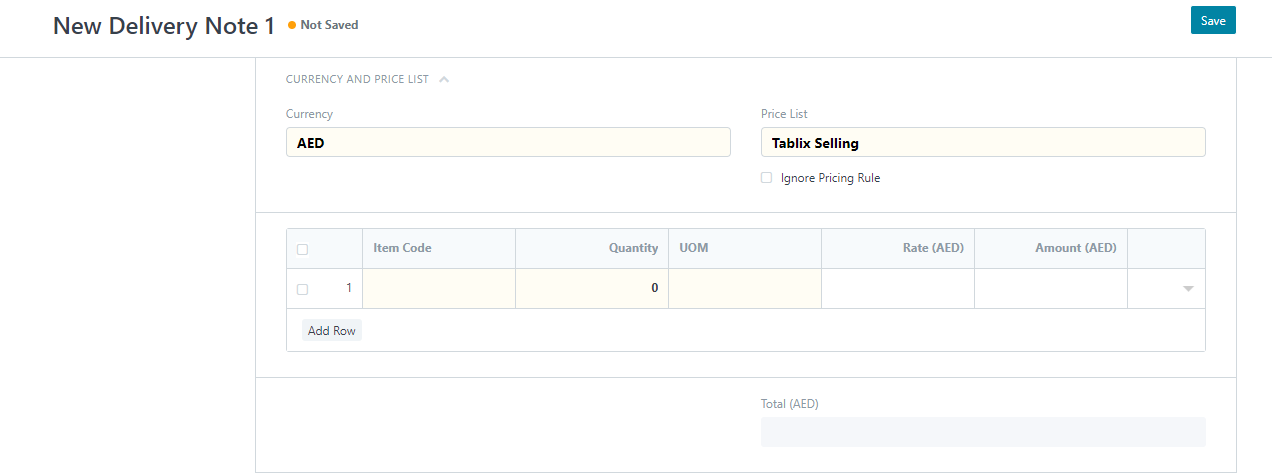 New Delivery Note 1 Not Saved Save
CURRENCY AND PRICE LIST
Currency Price List
AED Tablix Selling
Ignore Pricing Rule
Item Code Quantity UOM Rate (AED) Amount (AED)
1 0
Add Row
Total (AED)